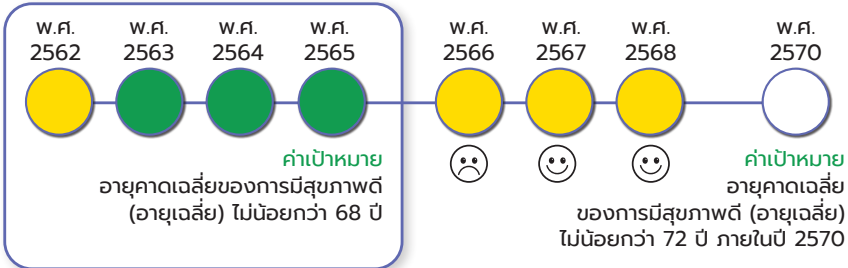 พ.ศ. พ.ศ. พ.ศ. พ.ศ. พ.ศ. พ.ศ. พ.ศ. พ.ศ.
2562 2563 2564 2565 2566 2567 2568 2570
ค่าเป้าหมาย
อายุคาดเฉลี่ยของการมีสุขภาพดี
(อายุเฉลี่ย) ไม่น้อยกว่า 68 ปี
ค่าเป้าหมาย
อายุคาดเฉลี่ย
ของการมีสุขภาพดี (อายุเฉลี่ย)
ไม่น้อยกว่า 72 ปี ภายในปี 2570